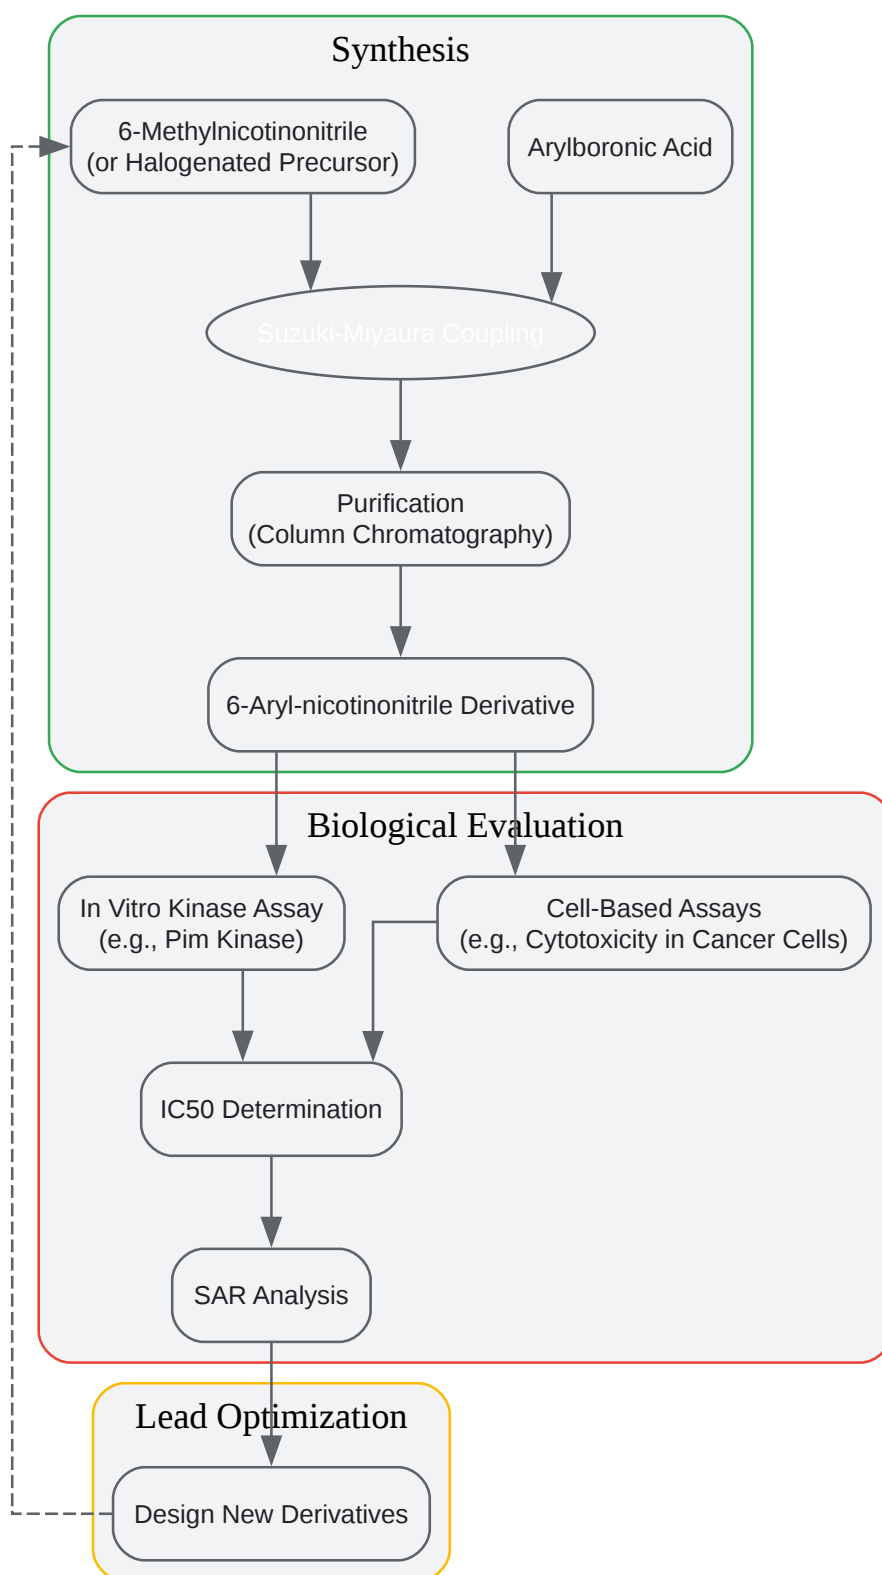 Synthesis
6-Methylnicotinonitrile
(or Halogenated Precursor)
Arylboronic Acid
Suzuki-Miyaura Coupling
Purification
(Column Chromatography)
6-Aryl-nicotinonitrile Derivative
Biological Evaluation
In Vitro Kinase Assay
(e.g., Pim Kinase)
Cell-Based Assays
(e.g., Cytotoxicity in Cancer Cells)
IC50 Determination
SAR Analysis
Lead Optimization
Design New Derivatives